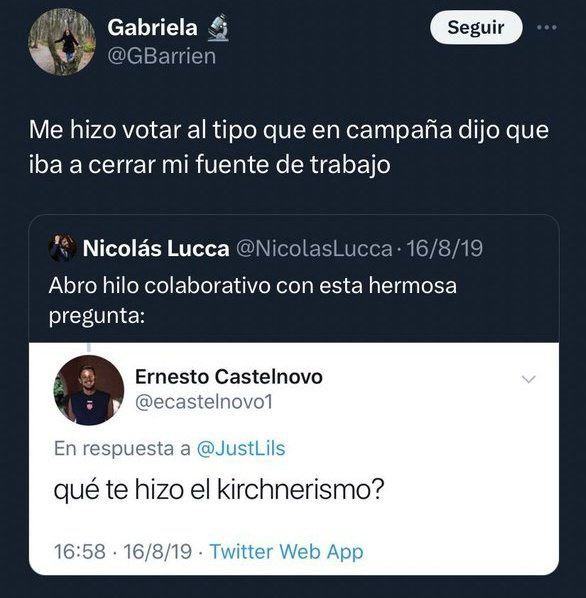 Gabriela 🔬
@GBarrien
Seguir
Me hizo votar al tipo que en campaña dijo que
iba a cerrar mi fuente de trabajo
Nicolás Lucca @NicolasLucca · 16/8/19
Abro hilo colaborativo con esta hermosa
pregunta:
Ernesto Castelnovo
@ecastelnovo1
En respuesta a @JustLils
qué te hizo el kirchnerismo?
16:58 · 16/8/19 · Twitter Web App